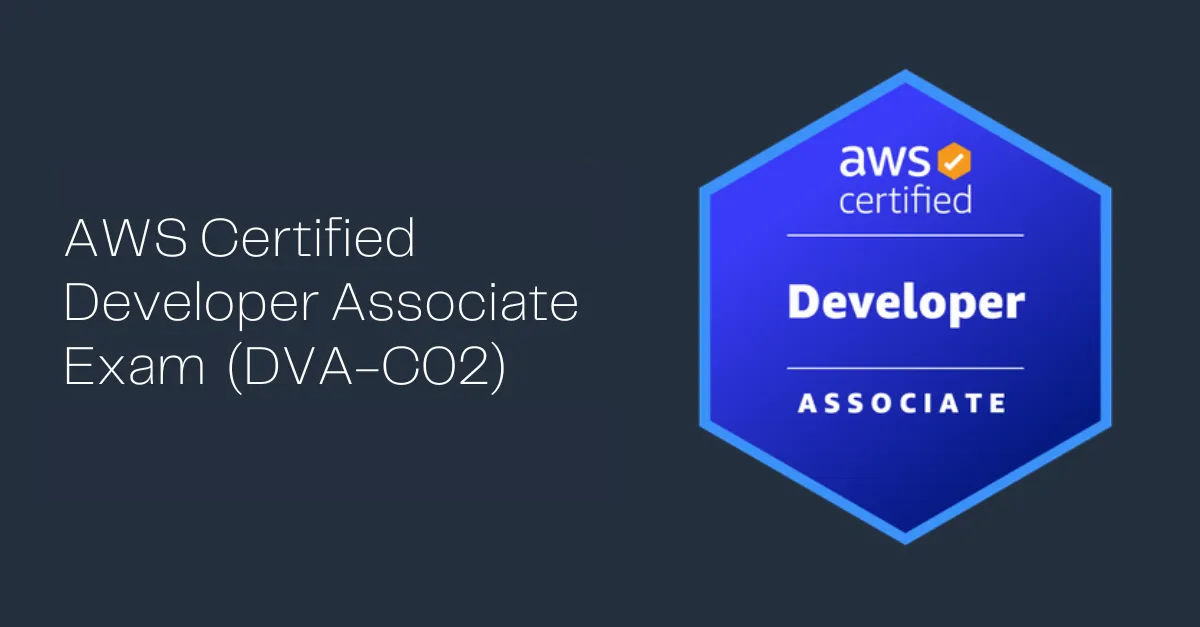 AWS Certified
Developer Associate
Exam (DVA-C02)
aws
certified
Developer
ASSOCIATE